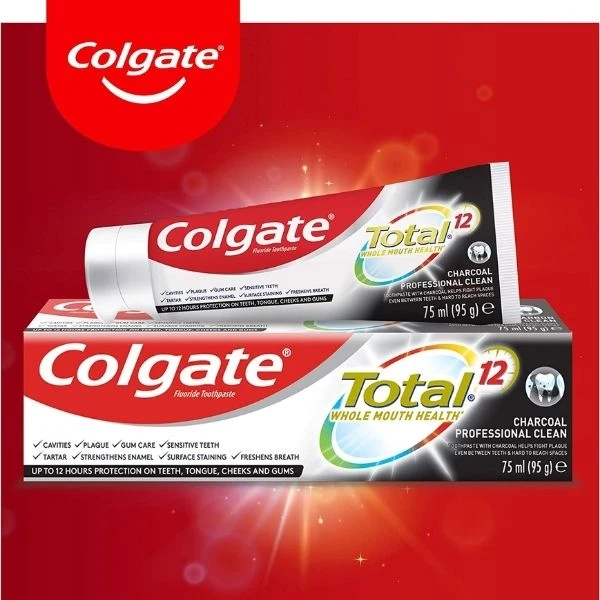 Colgate®
Colgate®
Fluoride Toothpaste
Total 12
WHOLE MOUTH HEALTH*
✓CAVITIES ✓PLAQUE ✓GUM CARE ✓SENSITIVE TEETH
✓TARTAR ✓STRENGTHENS ENAMEL ✓SURFACE STAINING ✓FRESHENS BREATH
UP TO 12 HOURS PROTECTION ON TEETH, TONGUE, CHEEKS AND GUMS
CHARCOAL
PROFESSIONAL CLEAN
TOOTHPASTE WITH CHARCOAL HELPS FIGHT PLAQUE
EVEN BETWEEN TEETH & HARD TO REACH SPACES
75 ml (95 g) e
Colgate®
Fluoride Toothpaste
Total 12
WHOLE MOUTH HEALTH*
✓CAVITIES ✓PLAQUE ✓GUM CARE ✓SENSITIVE TEETH
✓TARTAR ✓STRENGTHENS ENAMEL ✓SURFACE STAINING ✓FRESHENS BREATH
UP TO 12 HOURS PROTECTION ON TEETH, TONGUE, CHEEKS AND GUMS
CHARCOAL
PROFESSIONAL CLEAN
TOOTHPASTE WITH CHARCOAL HELPS FIGHT PLAQUE
EVEN BETWEEN TEETH & HARD TO REACH SPACES
75 ml (95 g) e